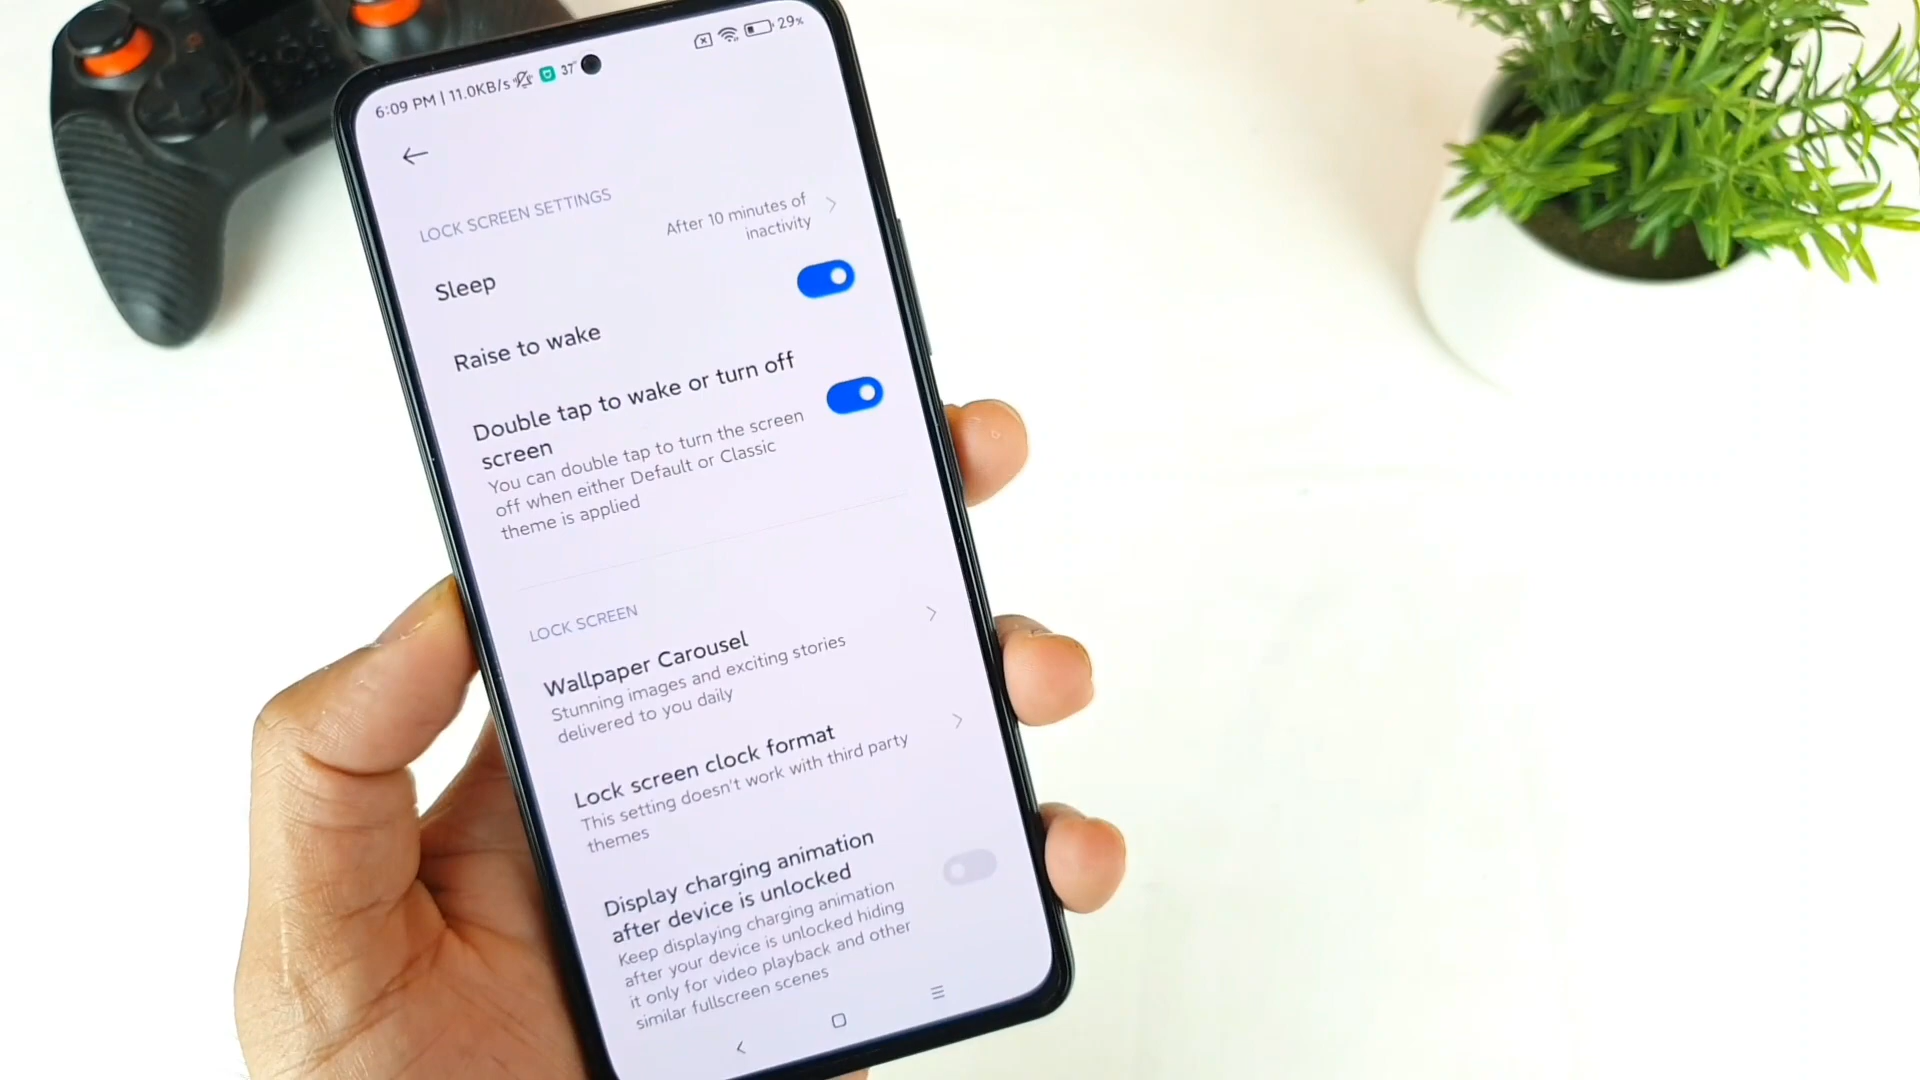 6:09 PM | 11.0KB/s 37° 29%
LOCK SCREEN SETTINGS
Sleep
After 10 minutes of
inactivity
Raise to wake
Double tap to wake or turn off
screen
You can double tap to turn the screen
off when either Default or Classic
theme is applied
LOCK SCREEN
Wallpaper Carousel
Stunning images and exciting stories
delivered to you daily
Lock screen clock format
This setting doesn't work with third party
themes
Display charging animation
after device is unlocked
Keep displaying charging animation
after your device is unlocked hiding
it only for video playback and other
similar fullscreen scenes